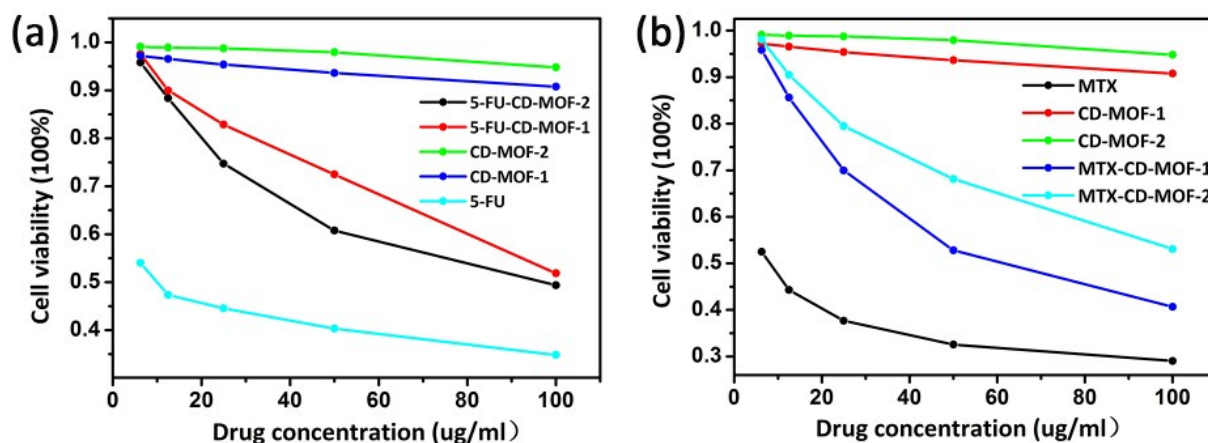 (a)
Cell viability (100%)
1.0
0.9
0.8
0.7
0.6
0.5
0.4
5-FU-CD-MOF-2
5-FU-CD-MOF-1
CD-MOF-2
CD-MOF-1
5-FU
0 20 40 60 80 100
Drug concentration (ug/ml）
(b)
Cell viability (100%)
1.0
0.9
0.8
0.7
0.6
0.5
0.4
0.3
MTX
CD-MOF-1
CD-MOF-2
MTX-CD-MOF-1
MTX-CD-MOF-2
0 20 40 60 80 100
Drug concentration (ug/ml）